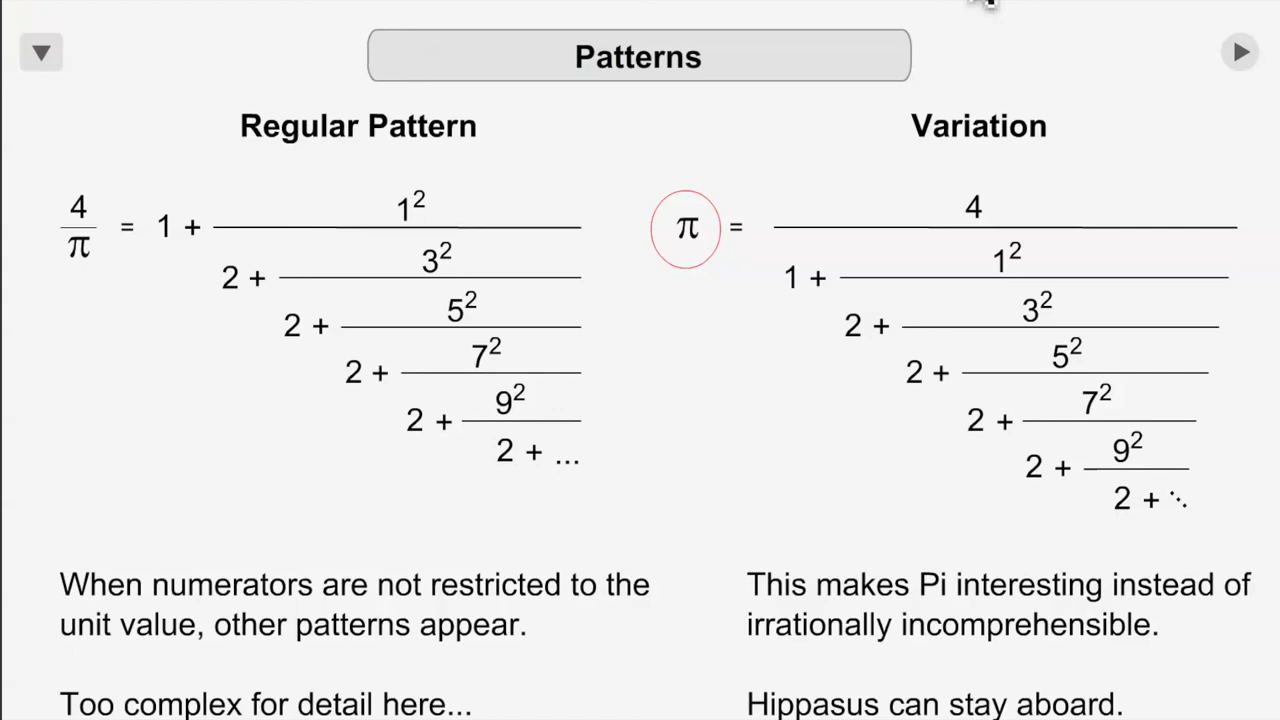 Patterns
Regular Pattern
4/π = 1 + 1²
2 + 3²
2 + 5²
2 + 7²
2 + 9²
2 + ...
When numerators are not restricted to the
unit value, other patterns appear.
Too complex for detail here...
Variation
π = 4
1 + 1²
2 + 3²
2 + 5²
2 + 7²
2 + 9²
2 + ⋱
This makes Pi interesting instead of
irrationally incomprehensible.
Hippasus can stay aboard.